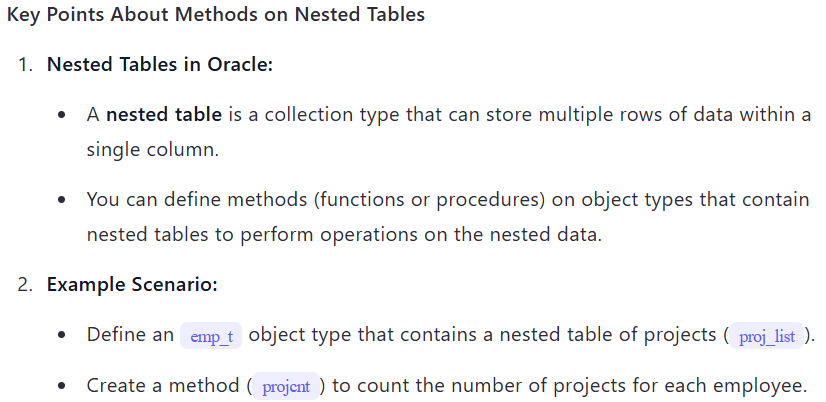 Key Points About Methods on Nested Tables
1. Nested Tables in Oracle:
• A nested table is a collection type that can store multiple rows of data within a
single column.
• You can define methods (functions or procedures) on object types that contain
nested tables to perform operations on the nested data.
2. Example Scenario:
• Define an emp_t object type that contains a nested table of projects ( proj_list ).
• Create a method ( projcnt ) to count the number of projects for each employee.